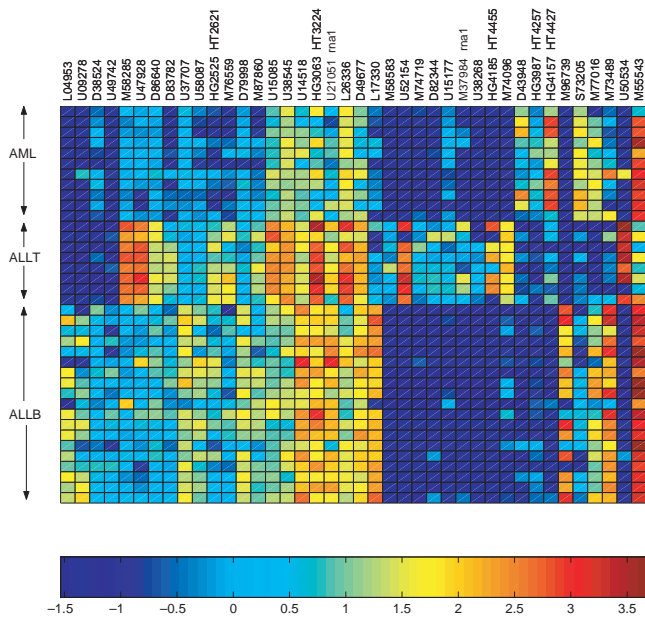 L04953
U09278
D38524
U49742
M58285
U47928
D86640
D83782
U37707
U58087
HG2525 HT2621
M76559
D79998
M87860
U15085
U38545
U14518
HG3063 HT3224
U21051 rna1
L26336
D49677
L17330
M58583
U52154
M74719
D82344
U15177
M37984 rna1
U38268
HG4185 HT4455
M74096
D43948
HG3987 HT4257
HG4157 HT4427
M96739
S73205
M77016
M73489
U50534
M55543
AML
ALLT
ALLB
–1.5 –1 –0.5 0 0.5 1 1.5 2 2.5 3 3.5